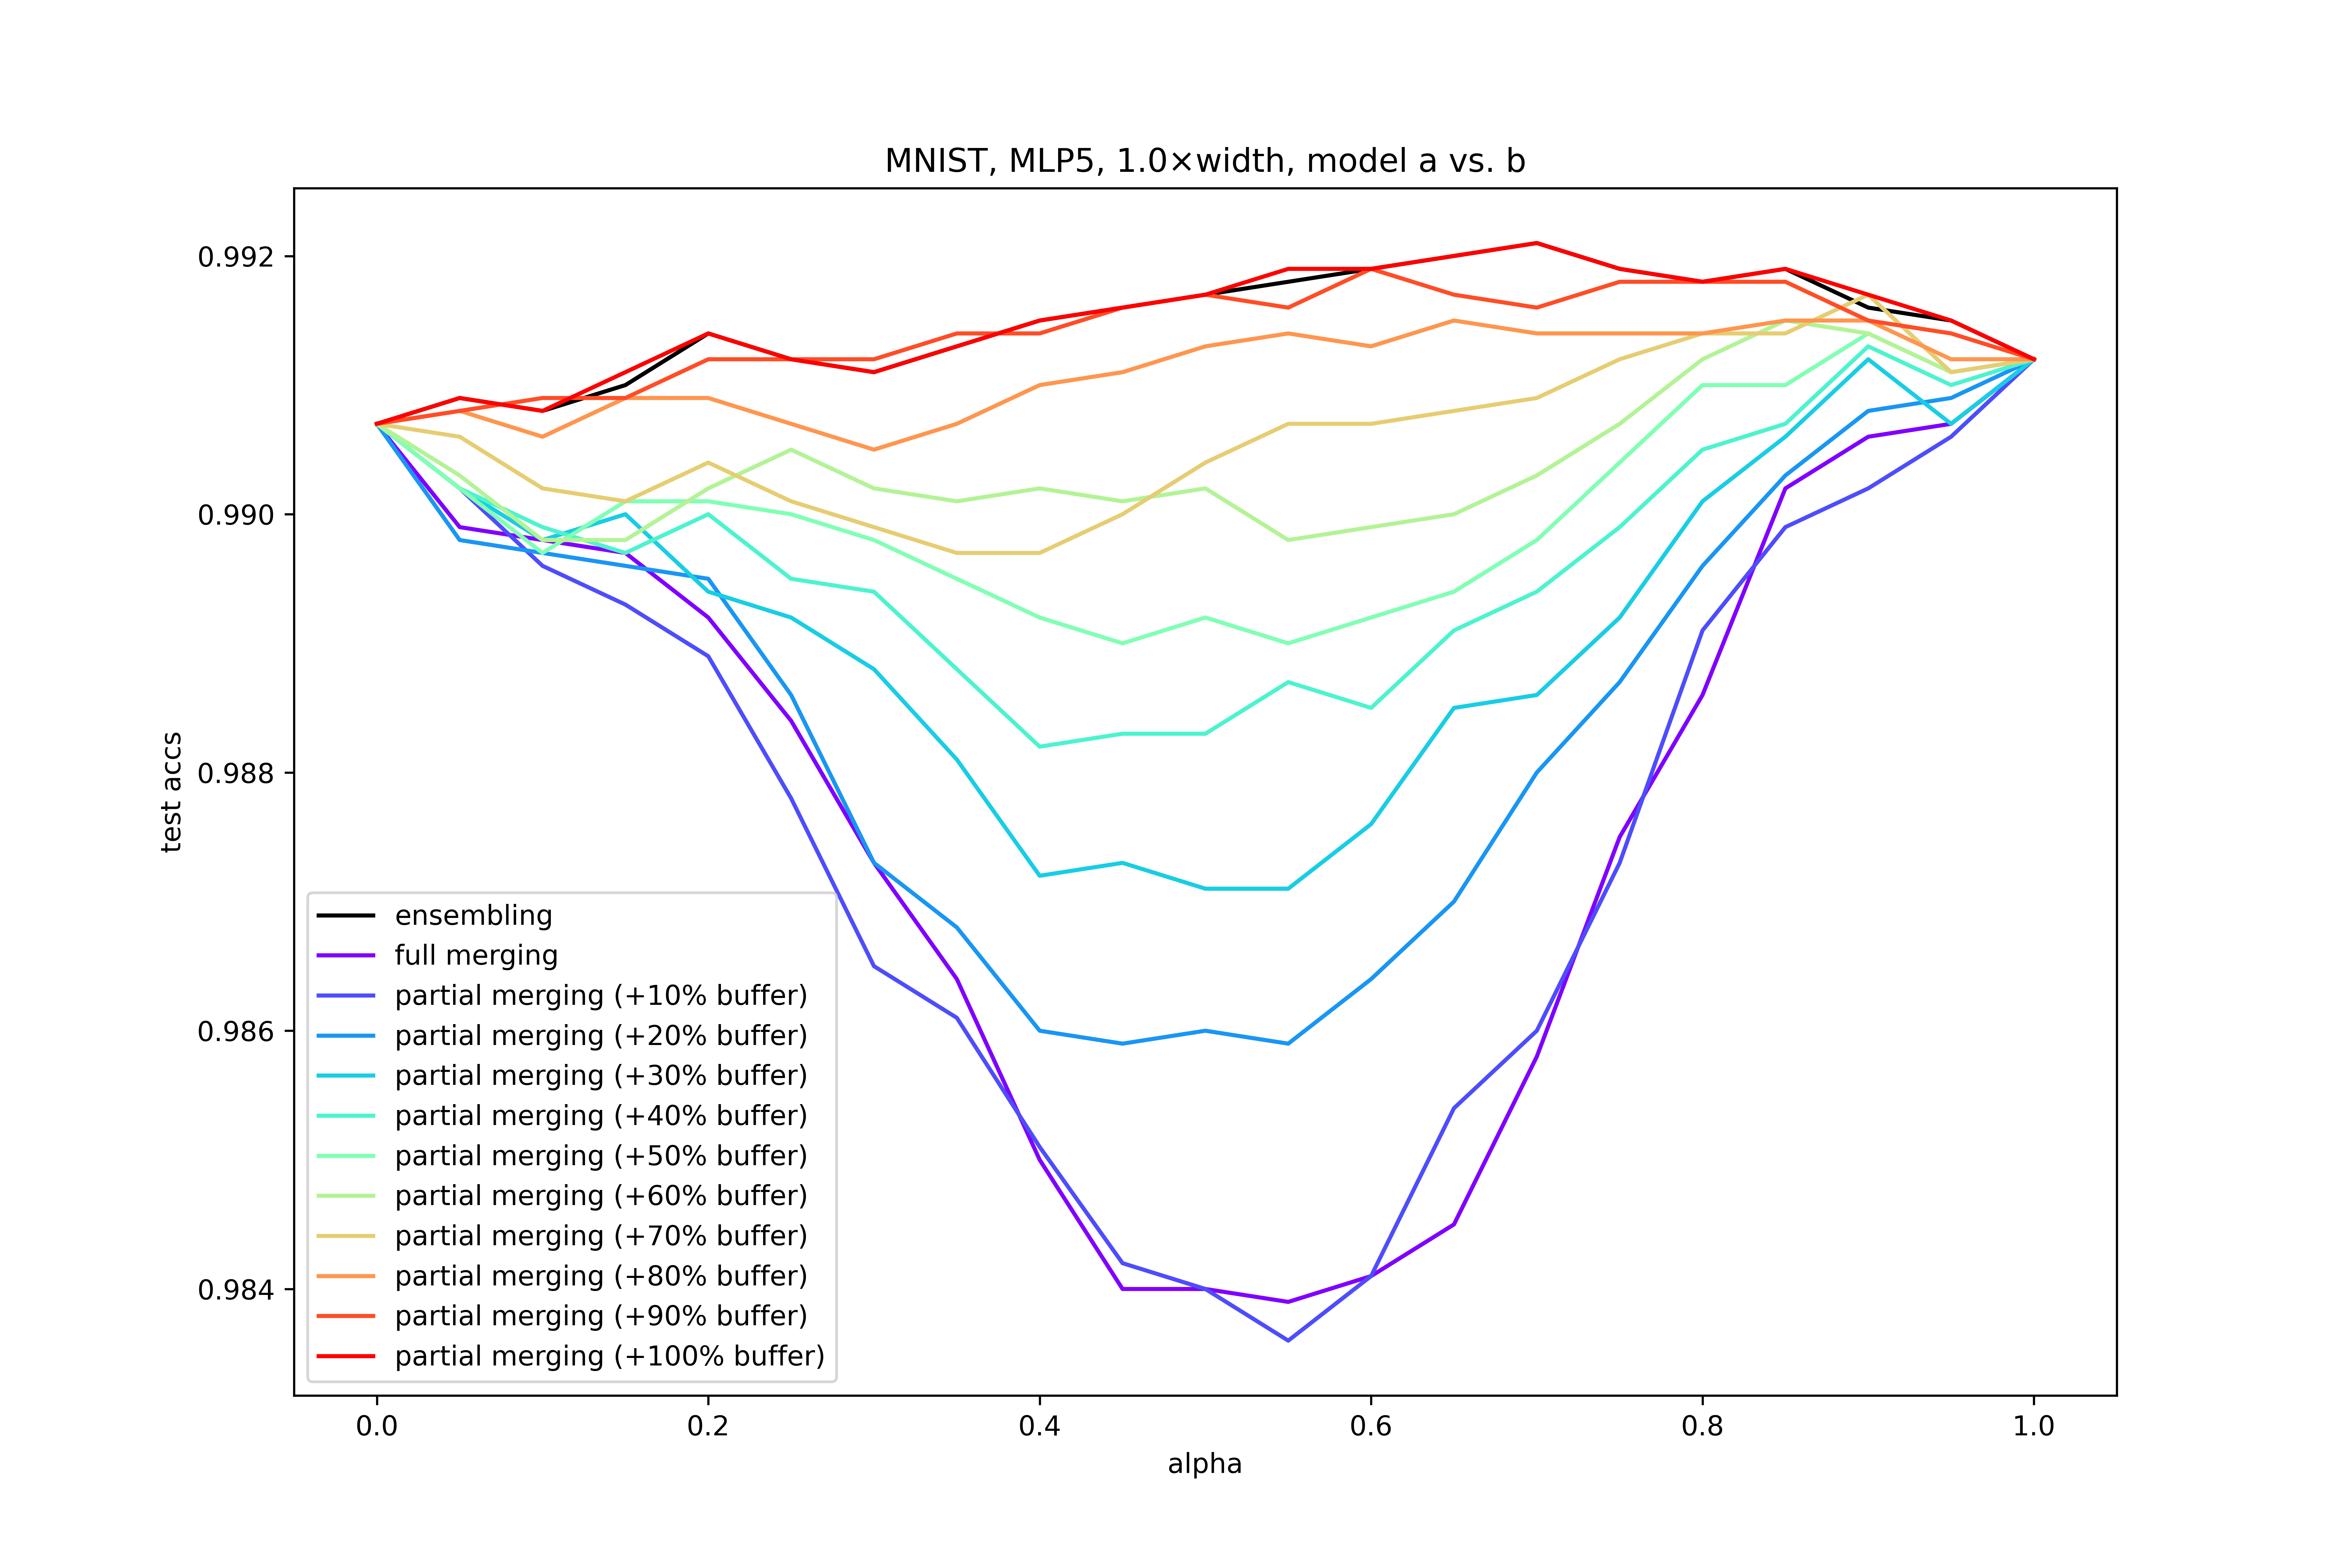 MNIST, MLP5, 1.0×width, model a vs. b
0.992
0.990
0.988
0.986
0.984
test accs
ensembling
full merging
partial merging (+10% buffer)
partial merging (+20% buffer)
partial merging (+30% buffer)
partial merging (+40% buffer)
partial merging (+50% buffer)
partial merging (+60% buffer)
partial merging (+70% buffer)
partial merging (+80% buffer)
partial merging (+90% buffer)
partial merging (+100% buffer)
0.0 0.2 0.4 0.6 0.8 1.0
alpha